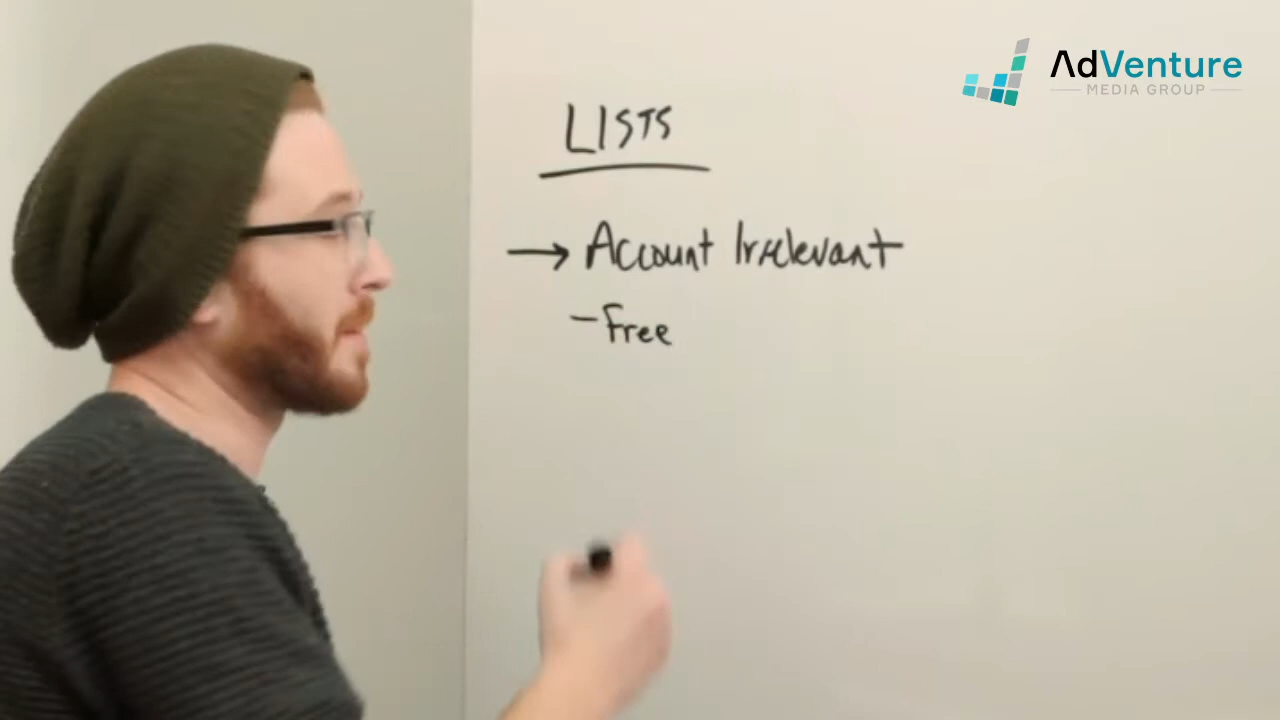 AdVenture
MEDIA GROUP
LISTS
→ Account Irrelevant
- Free